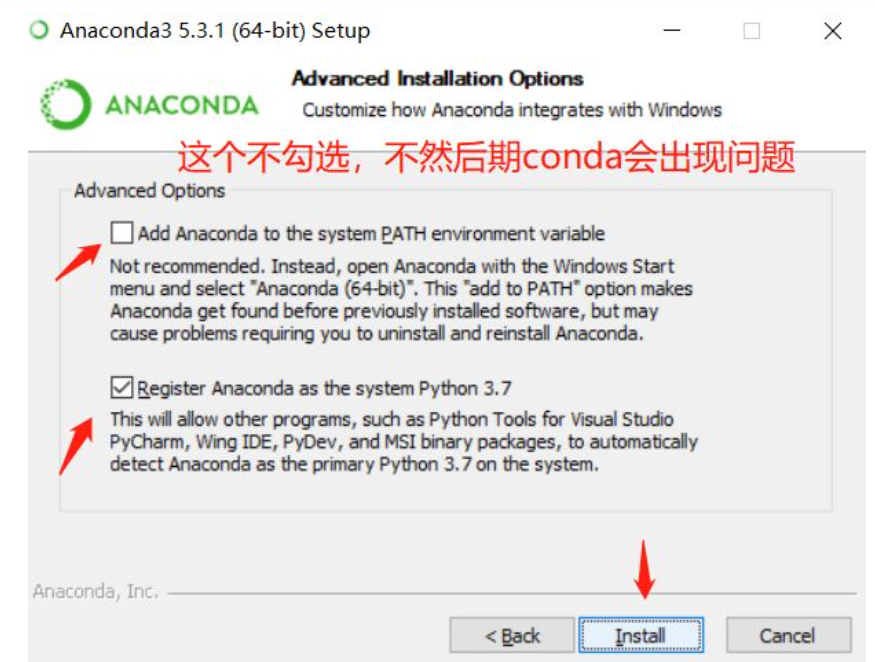 Anaconda3 5.3.1 (64-bit) Setup
ANACONDA
Advanced Installation Options
Customize how Anaconda integrates with Windows
这个不勾选，不然后期conda会出现问题
Advanced Options
Add Anaconda to the system PATH environment variable
Not recommended. Instead, open Anaconda with the Windows Start
menu and select "Anaconda (64-bit)". This "add to PATH" option makes
Anaconda get found before previously installed software, but may
cause problems requiring you to uninstall and reinstall Anaconda.
Register Anaconda as the system Python 3.7
This will allow other programs, such as Python Tools for Visual Studio
PyCharm, Wing IDE, PyDev, and MSI binary packages, to automatically
detect Anaconda as the primary Python 3.7 on the system.
Anaconda, Inc.
< Back
Install
Cancel